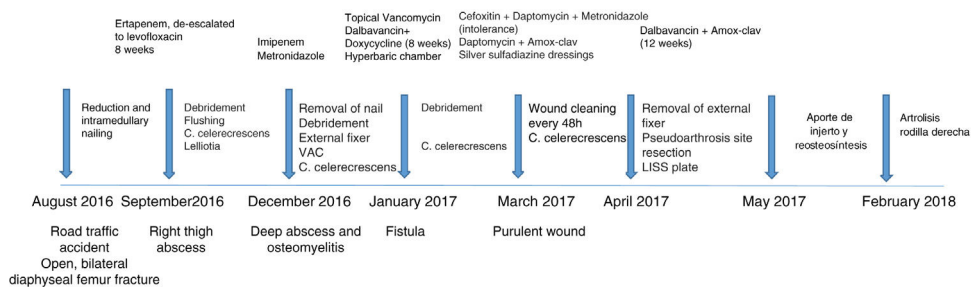 Ertapenem, de-escalated
to levofloxacin
8 weeks
Imipenem
Metronidazole
Topical Vancomycin
Dalbavancin+
Doxycycline (8 weeks)
Hyperbaric chamber
Cefoxitin + Daptomycin + Metronidazole
(intolerance)
Daptomycin + Amox-clav
Silver sulfadiazine dressings
Dalbavancin + Amox-clav
(12 weeks)
Reduction and
intramedullary
nailing
Debridement
Flushing
C. celerecrescens
Lelliotia
Removal of nail
Debridement
External fixer
VAC
C. celerecrescens
Debridement
C. celerecrescens
Wound cleaning
every 48h
C. celerecrescens
Removal of external
fixer
Pseudoarthrosis site
resection
LISS plate
Aporte de
injerto y
reosteosíntesis
Artrolisis
rodilla derecha
August 2016
September2016
December 2016
January 2017
March 2017
April 2017
May 2017
February 2018
Road traffic
accident
Open, bilateral
diaphyseal femur fracture
Right thigh
abscess
Deep abscess and
osteomyelitis
Fistula
Purulent wound